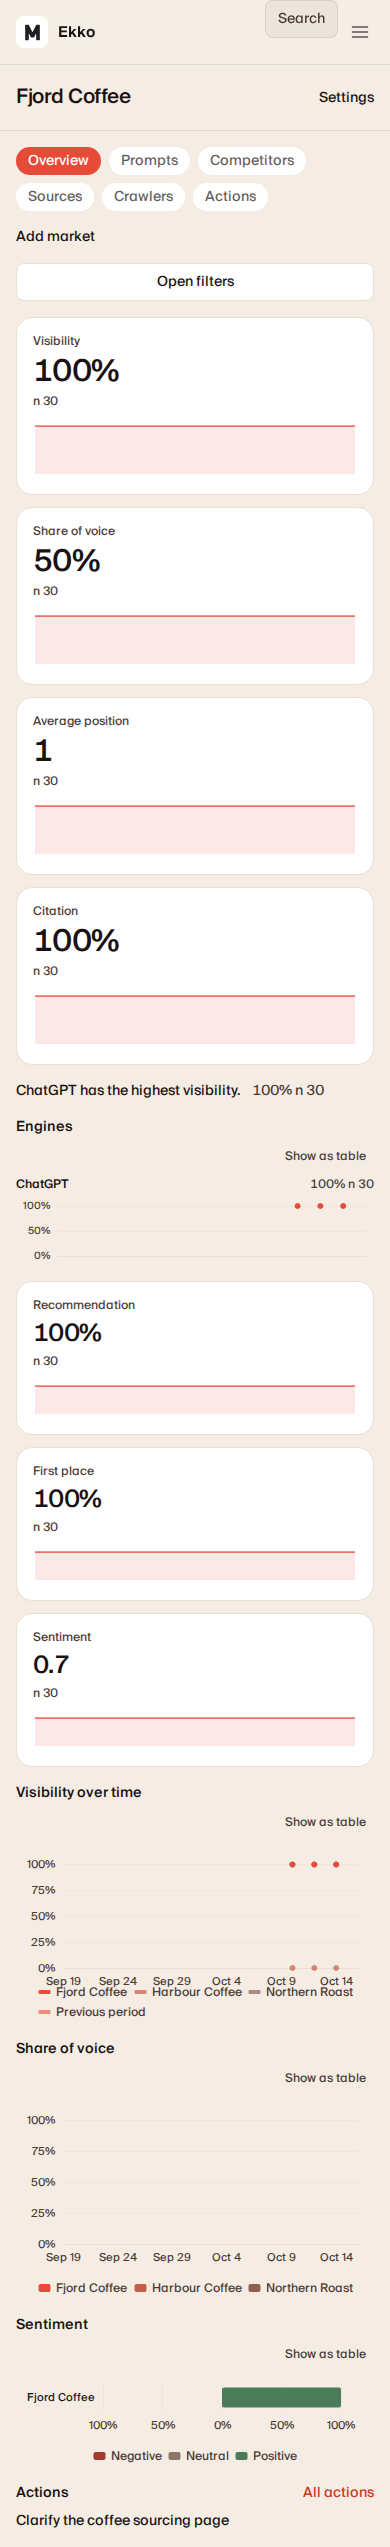 M Ekko
Search
Fjord Coffee
Settings
Overview Prompts Competitors
Sources Crawlers Actions
Add market
Open filters
Visibility
100%
n 30
Share of voice
50%
n 30
Average position
1
n 30
Citation
100%
n 30
ChatGPT has the highest visibility. 100% n 30
Engines
Show as table
ChatGPT 100% n 30
100%
50%
0%
Recommendation
100%
n 30
First place
100%
n 30
Sentiment
0.7
n 30
Visibility over time
Show as table
100%
75%
50%
25%
0%
Sep 19 Sep 24 Sep 29 Oct 4 Oct 9 Oct 14
Fjord Coffee Harbour Coffee Northern Roast
Previous period
Share of voice
Show as table
100%
75%
50%
25%
0%
Sep 19 Sep 24 Sep 29 Oct 4 Oct 9 Oct 14
Fjord Coffee Harbour Coffee Northern Roast
Sentiment
Show as table
Fjord Coffee
100% 50% 0% 50% 100%
Negative Neutral Positive
Actions All actions
Clarify the coffee sourcing page